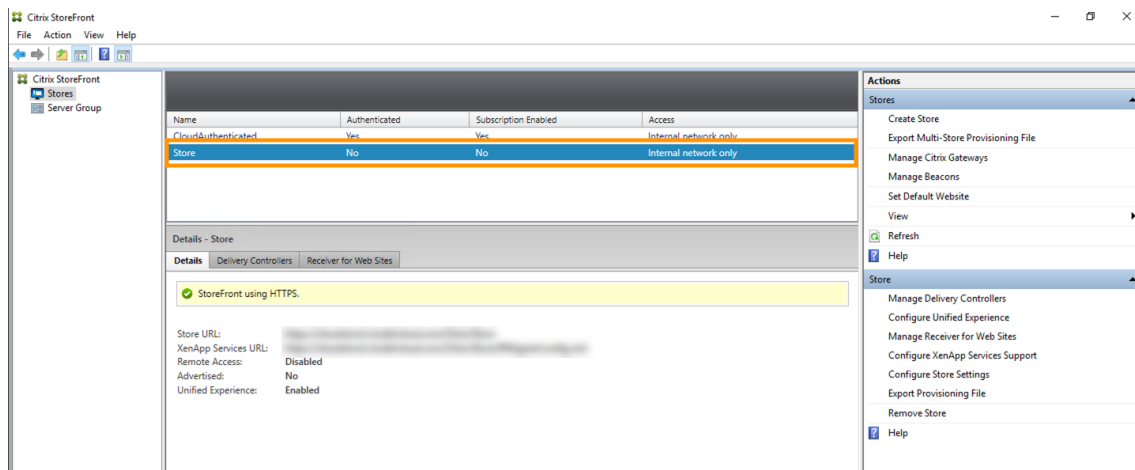 Citrix StoreFront
File Action View Help
Citrix StoreFront
Stores
Server Group
Name Authenticated Subscription Enabled Access
CloudAuthenticated Yes Yes Internal network only
Store No No Internal network only
Details - Store
Details Delivery Controllers Receiver for Web Sites
StoreFront using HTTPS.
Store URL:
XenApp Services URL:
Remote Access: Disabled
Advertised: No
Unified Experience: Enabled
Actions
Stores
Create Store
Export Multi-Store Provisioning File
Manage Citrix Gateways
Manage Beacons
Set Default Website
View
Refresh
Help
Store
Manage Delivery Controllers
Configure Unified Experience
Manage Receiver for Web Sites
Configure XenApp Services Support
Configure Store Settings
Export Provisioning File
Remove Store
Help